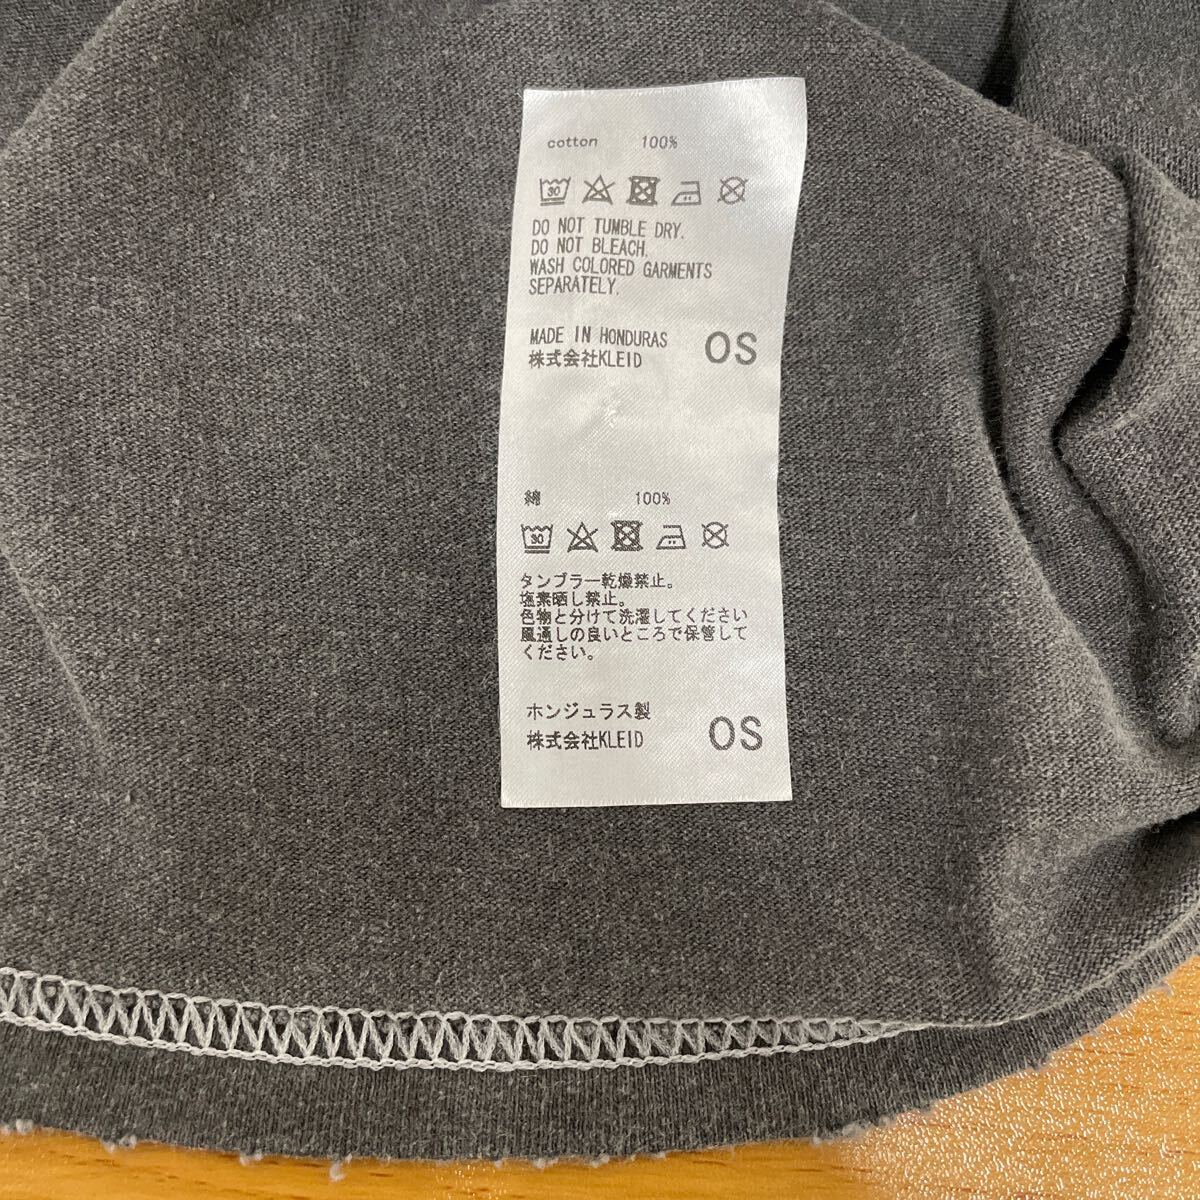 cotton 100%
30
DO NOT TUMBLE DRY.
DO NOT BLEACH.
WASH COLORED GARMENTS
SEPARATELY.
MADE IN HONDURAS
株式会社KLEID
OS
綿 100%
30
タンブラー乾燥禁止。
塩素晒し禁止。
色物と分けて洗濯してください
風通しの良いところで保管して
ください。
ホンジュラス製
株式会社KLEID
OS